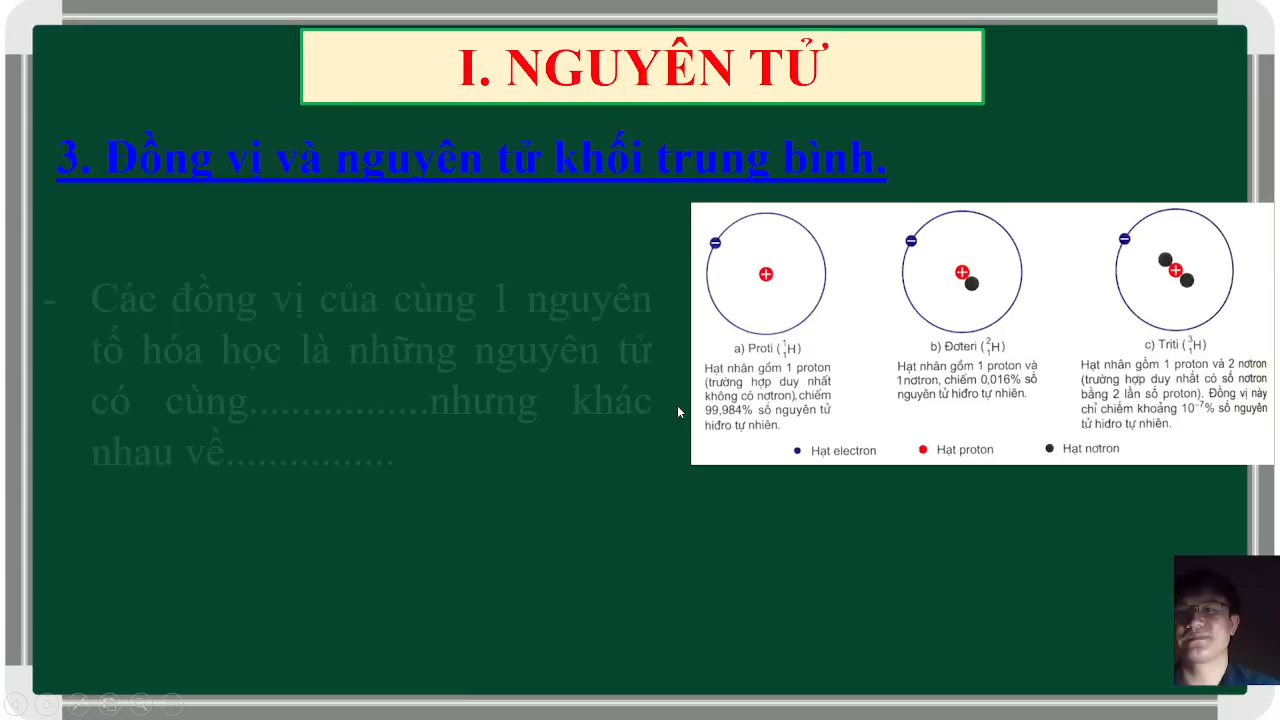 I. NGUYÊN TỬ
3. Đồng vị và nguyên tử khối trung bình.
- Các đồng vị của cùng 1 nguyên
tố hóa học là những nguyên tử
có cùng.................nhưng khác
nhau về................
a) Proti (¹₁H)
Hạt nhân gồm 1 proton
(trường hợp duy nhất
không có nơtron), chiếm
99,984% số nguyên tử
hiđro tự nhiên.
b) Đơteri (²₁H)
Hạt nhân gồm 1 proton và
1 nơtron, chiếm 0,016% số
nguyên tử hiđro tự nhiên.
c) Triti (³₁H)
Hạt nhân gồm 1 proton và 2 nơtron
(trường hợp duy nhất có số nơtron
bằng 2 lần số proton). Đồng vị này
chỉ chiếm khoảng 10⁻⁷% số nguyên
tử hiđro tự nhiên.
Hạt electron
Hạt proton
Hạt nơtron